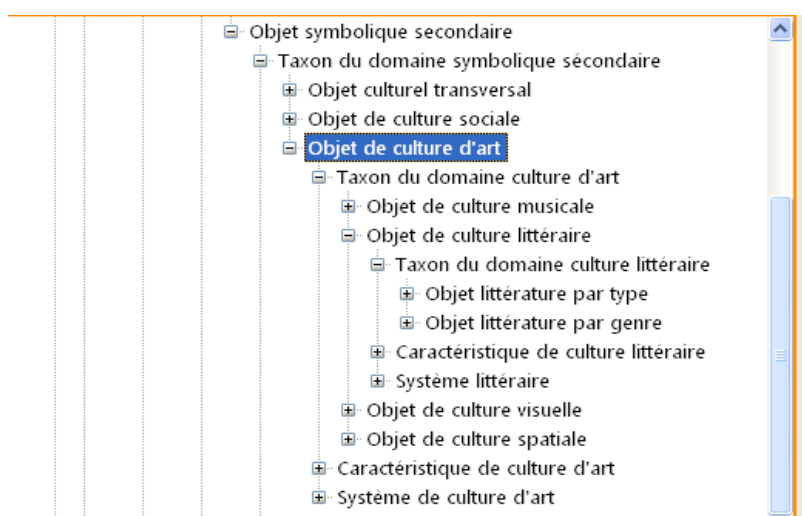 Objet symbolique secondaire
Taxon du domaine symbolique sécondaire
Objet culturel transversal
Objet de culture sociale
Objet de culture d'art
Taxon du domaine culture d'art
Objet de culture musicale
Objet de culture littéraire
Taxon du domaine culture littéraire
Objet littérature par type
Objet littérature par genre
Caractéristique de culture littéraire
Système littéraire
Objet de culture visuelle
Objet de culture spatiale
Caractéristique de culture d'art
Système de culture d'art